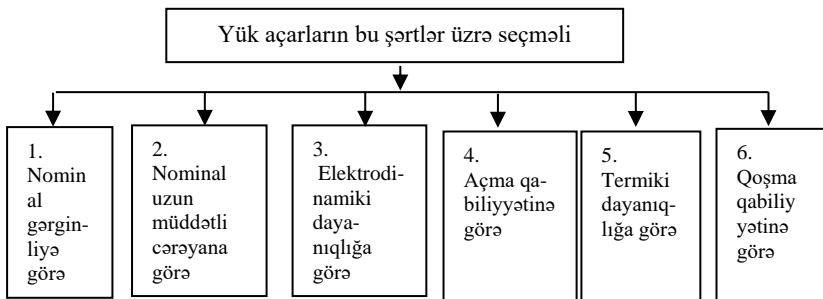 Yük açarların bu şərtlər üzrə seçməli
1.
Nomin
al
gərgin-
liyə
görə
2.
Nominal
uzun
müddətli
cərəyana
görə
3.
Elektrodi-
namiki
daya-
nıqlığa
görə
4.
Açma qa-
biliyyətinə
görə
5.
Termiki
dayanıq-
lığa görə
6.
Qoşma
qabiliy
yətinə
görə